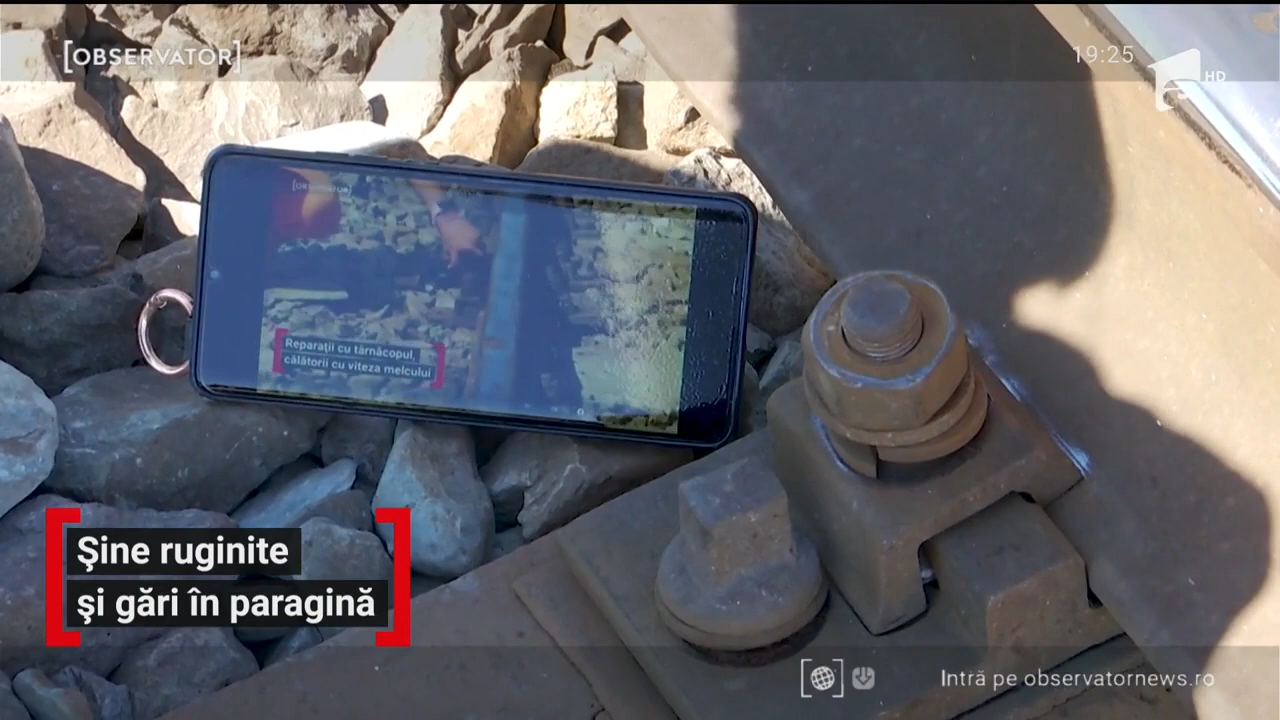 [OBSERVATOR]
19:25
HD
Reparaţii cu târnăcopul,
călătorii cu viteza melcului
Şine ruginite
şi gări în paragină
Intră pe observatornews.ro